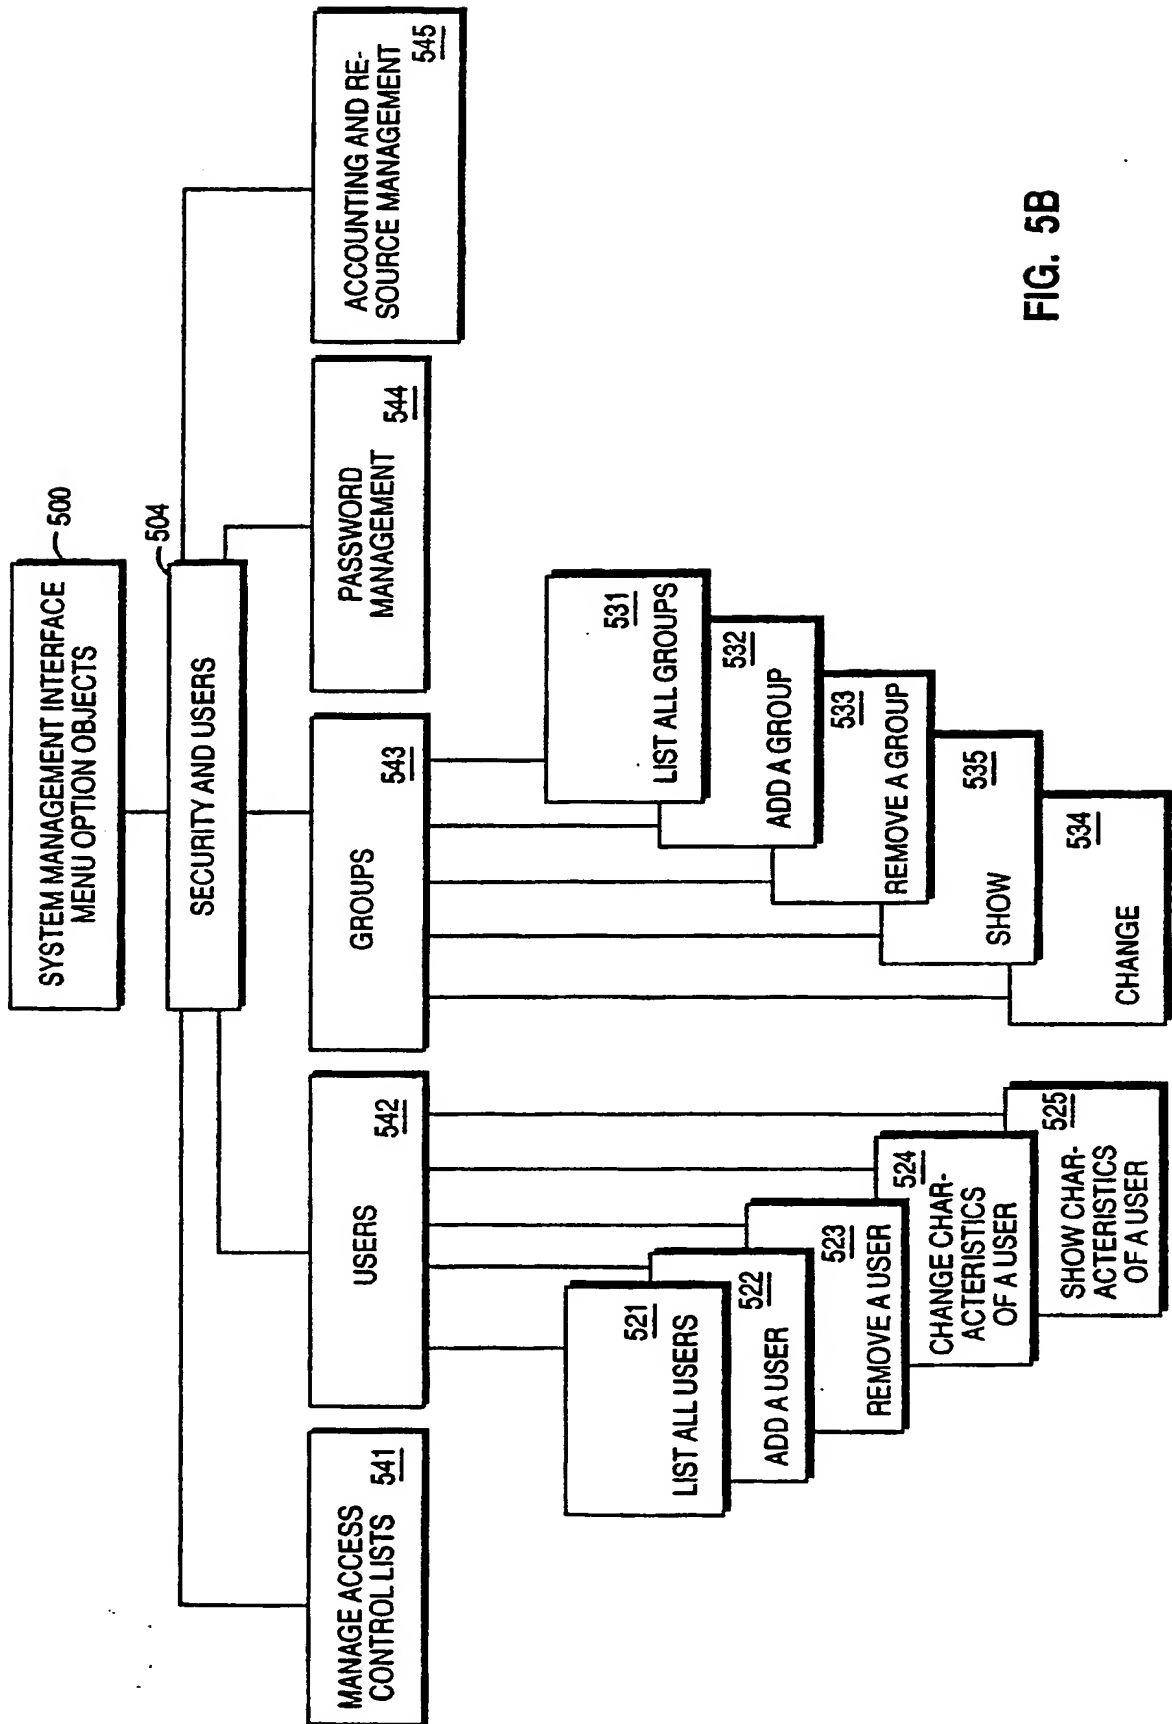 SYSTEM MANAGEMENT INTERFACE
MENU OPTION OBJECTS
500
504
SECURITY AND USERS
MANAGE ACCESS
CONTROL LISTS
541
USERS
542
GROUPS
543
PASSWORD
MANAGEMENT
544
ACCOUNTING AND RE-
SOURCE MANAGEMENT
545
521
LIST ALL USERS
522
ADD A USER
523
REMOVE A USER
524
CHANGE CHAR-
ACTERISTICS
OF A USER
525
SHOW CHAR-
ACTERISTICS
OF A USER
531
LIST ALL GROUPS
532
ADD A GROUP
533
REMOVE A GROUP
535
SHOW
534
CHANGE
FIG. 5B